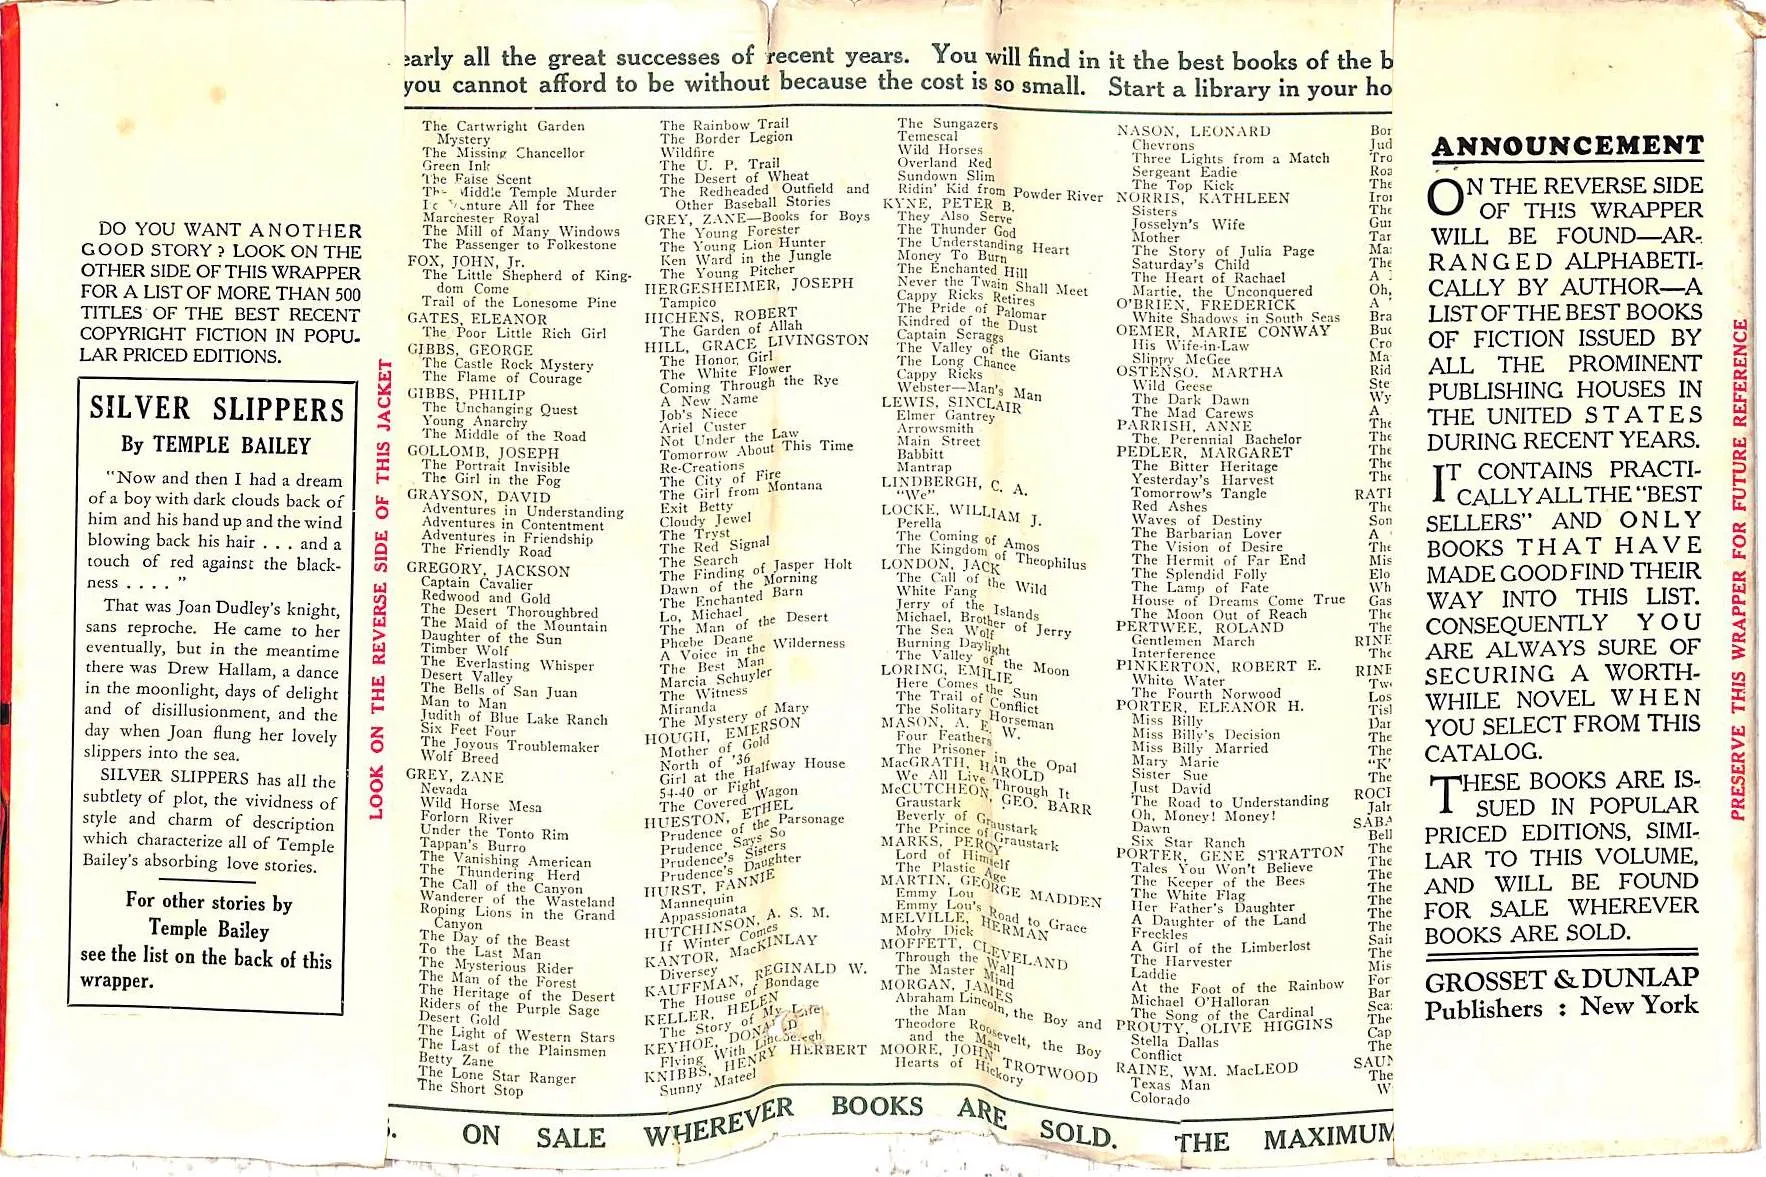 DO YOU WANT ANOTHER
GOOD STORY? LOOK ON THE
OTHER SIDE OF THIS WRAPPER
FOR A LIST OF MORE THAN 500
TITLES OF THE BEST RECENT
COPYRIGHT FICTION IN POPU-
LAR PRICED EDITIONS.
SILVER SLIPPERS
By TEMPLE BAILEY
"Now and then I had a dream
of a boy with dark clouds back of
him and his hand up and the wind
blowing back his hair . . . and a
touch of red against the black-
ness . . . . "
That was Joan Dudley's knight,
sans reproche. He came to her
eventually, but in the meantime
there was Drew Hallam, a dance
in the moonlight, days of delight
and of disillusionment, and the
day when Joan flung her lovely
slippers into the sea.
SILVER SLIPPERS has all the
subtlety of plot, the vividness of
style and charm of description
which characterize all of Temple
Bailey's absorbing love stories.
For other stories by
Temple Bailey
see the list on the back of this
wrapper.
LOOK ON THE REVERSE SIDE OF THIS JACKET
early all the great successes of recent years. You will find in it the best books of the b
you cannot afford to be without because the cost is so small. Start a library in your ho
The Cartwright Garden
Mystery
The Missing Chancellor
Green Ink
The False Scent
The Middle Temple Murder
Venture All for Thee
Marchester Royal
The Mill of Many Windows
The Passenger to Folkestone
FOX, JOHN, Jr.
The Little Shepherd of King-
dom Come
Trail of the Lonesome Pine
GATES, ELEANOR
The Poor Little Rich Girl
GIBBS, GEORGE
The Castle Rock Mystery
The Flame of Courage
GIBBS, PHILIP
The Unchanging Quest
Young Anarchy
The Middle of the Road
GOLLOMB, JOSEPH
The Portrait Invisible
The Girl in the Fog
GRAYSON, DAVID
Adventures in Understanding
Adventures in Contentment
Adventures in Friendship
The Friendly Road
GREGORY, JACKSON
Captain Cavalier
Redwood and Gold
The Desert Thoroughbred
The Maid of the Mountain
Daughter of the Sun
Timber Wolf
The Everlasting Whisper
Desert Valley
The Bells of San Juan
Man to Man
Judith of Blue Lake Ranch
Six Feet Four
The Joyous Troublemaker
Wolf Breed
GREY, ZANE
Nevada
Wild Horse Mesa
Forlorn River
Under the Tonto Rim
Tappan's Burro
The Vanishing American
The Thundering Herd
The Call of the Canyon
Wanderer of the Wasteland
Roping Lions in the Grand
Canyon
The Day of the Beast
To the Last Man
The Mysterious Rider
The Man of the Forest
The Heritage of the Desert
Riders of the Purple Sage
Desert Gold
The Light of Western Stars
The Last of the Plainsmen
Betty Zane
The Lone Star Ranger
The Short Stop
The Rainbow Trail
The Border Legion
Wildfire
The U. P. Trail
The Desert of Wheat
The Redheaded Outfield and
Other Baseball Stories
GREY, ZANE—Books for Boys
The Young Forester
The Young Lion Hunter
Ken Ward in the Jungle
The Young Pitcher
HERGESHEIMER, JOSEPH
Tampico
HICHENS, ROBERT
The Garden of Allah
HILL, GRACE LIVINGSTON
The Honor Girl
The White Flower
Coming Through the Rye
A New Name
Job's Niece
Ariel Custer
Not Under the Law
Tomorrow About This Time
Re-Creations
The City of Fire
The Girl from Montana
Exit Betty
Cloudy Jewel
The Tryst
The Red Signal
The Search
The Finding of Jasper Holt
Dawn of the Morning
The Enchanted Barn
Lo, Michael
The Man of the Desert
Phœbe Deane
A Voice in the Wilderness
The Best Man
Marcia Schuyler
The Witness
Miranda
The Mystery of Mary
HOUGH, EMERSON
Mother of Gold
North of '36
Girl at the Halfway House
54-40 or Fight
The Covered Wagon
HUESTON, ETHEL
Prudence of the Parsonage
Prudence Says So
Prudence's Sisters
Prudence's Daughter
HURST, FANNIE
Mannequin
Appassionata
HUTCHINSON, A. S. M.
If Winter Comes
KANTOR, MacKINLAY
Diversey
KAUFFMAN, REGINALD W.
The House of Bondage
KELLER, HELEN
The Story of My Life
KEYHOE, DONALD
Flying With Lindbergh
KNIBBS, HENRY HERBERT
Sunny Mateel
The Sungazers
Temescal
Wild Horses
Overland Red
Sundown Slim
Ridin' Kid from Powder River
KYNE, PETER B.
They Also Serve
The Thunder God
The Understanding Heart
Money To Burn
The Enchanted Hill
Never the Twain Shall Meet
Cappy Ricks Retires
The Pride of Palomar
Kindred of the Dust
Captain Scraggs
The Valley of the Giants
The Long Chance
Cappy Ricks
Webster—Man's Man
LEWIS, SINCLAIR
Elmer Gantrey
Arrowsmith
Main Street
Babbitt
Mantrap
LINDBERGH, C. A.
"We"
LOCKE, WILLIAM J.
Perella
The Coming of Amos
The Kingdom of Theophilus
LONDON, JACK
The Call of the Wild
White Fang
Jerry of the Islands
Michael, Brother of Jerry
The Sea Wolf
Burning Daylight
The Valley of the Moon
LORING, EMILIE
Here Comes the Sun
The Trail of Conflict
The Solitary Horseman
MASON, A. E. W.
Four Feathers
The Prisoner in the Opal
MacGRATH, HAROLD
We All Live Through It
McCUTCHEON, GEO. BARR
Graustark
Beverly of Graustark
The Prince of Graustark
MARKS, PERCY
Lord of Himself
The Plastic Age
MARTIN, GEORGE MADDEN
Emmy Lou
Emmy Lou's Road to Grace
MELVILLE, HERMAN
Moby Dick
MOFFETT, CLEVELAND
Through the Wall
The Master Mind
MORGAN, JAMES
Abraham Lincoln, the Boy and
the Man
Theodore Roosevelt, the Boy
and the Man
MOORE, JOHN TROTWOOD
Hearts of Hickory
NASON, LEONARD
Chevrons
Three Lights from a Match
Sergeant Eadie
The Top Kick
NORRIS, KATHLEEN
Sisters
Josselyn's Wife
Mother
The Story of Julia Page
Saturday's Child
The Heart of Rachael
Martie, the Unconquered
O'BRIEN, FREDERICK
White Shadows in South Seas
OEMER, MARIE CONWAY
His Wife-in-Law
Slippy McGee
OSTENSO, MARTHA
Wild Geese
The Dark Dawn
The Mad Carews
PARRISH, ANNE
The Perennial Bachelor
PEDLER, MARGARET
The Bitter Heritage
Yesterday's Harvest
Tomorrow's Tangle
Red Ashes
Waves of Destiny
The Barbarian Lover
The Vision of Desire
The Hermit of Far End
The Splendid Folly
The Lamp of Fate
House of Dreams Come True
The Moon Out of Reach
PERTWEE, ROLAND
Gentlemen March
Interference
PINKERTON, ROBERT E.
White Water
The Fourth Norwood
PORTER, ELEANOR H.
Miss Billy
Miss Billy's Decision
Miss Billy Married
Mary Marie
Sister Sue
Just David
The Road to Understanding
Oh, Money! Money!
Dawn
Six Star Ranch
PORTER, GENE STRATTON
Tales You Won't Believe
The Keeper of the Bees
The White Flag
Her Father's Daughter
A Daughter of the Land
Freckles
A Girl of the Limberlost
The Harvester
Laddie
At the Foot of the Rainbow
Michael O'Halloran
The Song of the Cardinal
PROUTY, OLIVE HIGGINS
Stella Dallas
Conflict
RAINE, WM. MacLEOD
Texas Man
Colorado
ON SALE WHEREVER BOOKS ARE SOLD. THE MAXIMUM
ANNOUNCEMENT
ON THE REVERSE SIDE
OF THIS WRAPPER
WILL BE FOUND—AR-
RANGED ALPHABETI-
CALLY BY AUTHOR—A
LIST OF THE BEST BOOKS
OF FICTION ISSUED BY
ALL THE PROMINENT
PUBLISHING HOUSES IN
THE UNITED STATES
DURING RECENT YEARS.
IT CONTAINS PRACTI-
CALLY ALL THE "BEST
SELLERS" AND ONLY
BOOKS THAT HAVE
MADE GOOD FIND THEIR
WAY INTO THIS LIST.
CONSEQUENTLY YOU
ARE ALWAYS SURE OF
SECURING A WORTH-
WHILE NOVEL WHEN
YOU SELECT FROM THIS
CATALOG.
THESE BOOKS ARE IS-
SUED IN POPULAR
PRICED EDITIONS, SIMI-
LAR TO THIS VOLUME,
AND WILL BE FOUND
FOR SALE WHEREVER
BOOKS ARE SOLD.
GROSSET & DUNLAP
Publishers : New York
PRESERVE THIS WRAPPER FOR FUTURE REFERENCE